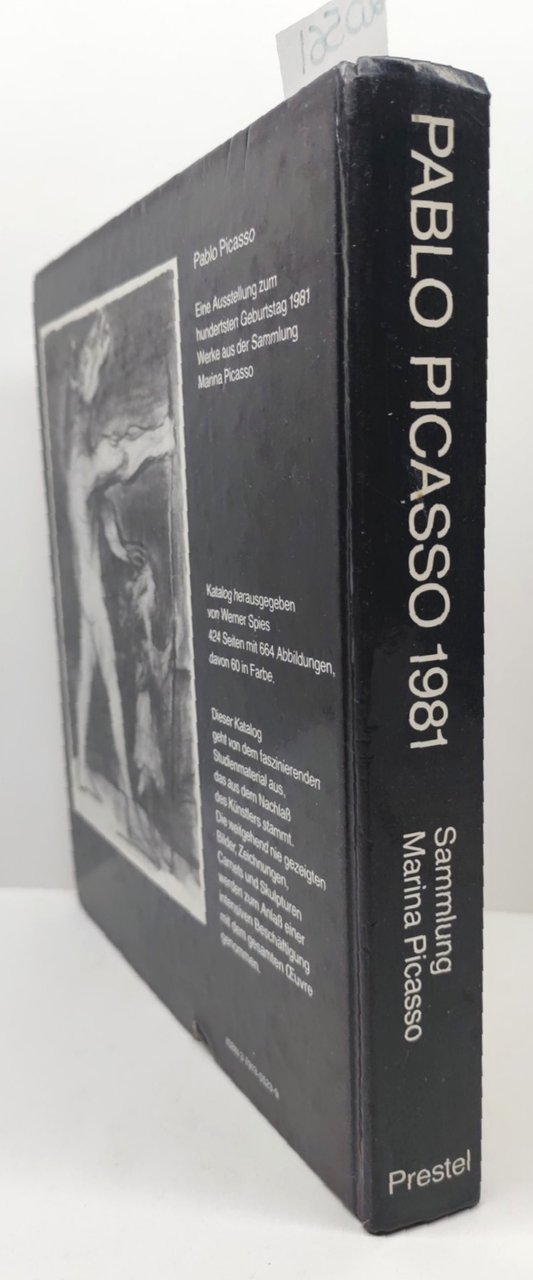 PABLO PICASSO 1981
Sammlung
Marina Picasso
Prestel
Pablo Picasso
Eine Ausstellung zum
hundertsten Geburtstag 1981
Werke aus der Sammlung
Marina Picasso
Katalog herausgegeben
von Werner Spies
424 Seiten mit 664 Abbildungen,
davon 60 in Farbe.
Dieser Katalog
geht von dem faszinierenden
Studienmaterial aus,
das aus dem Nachlaß
des Künstlers stammt.
Die weitgehend nie gezeigten
Bilder, Zeichnungen,
Carnets und Skulpturen
werden zum Anlaß einer
intensiven Beschäftigung
mit dem gesamten Œuvre
genommen.